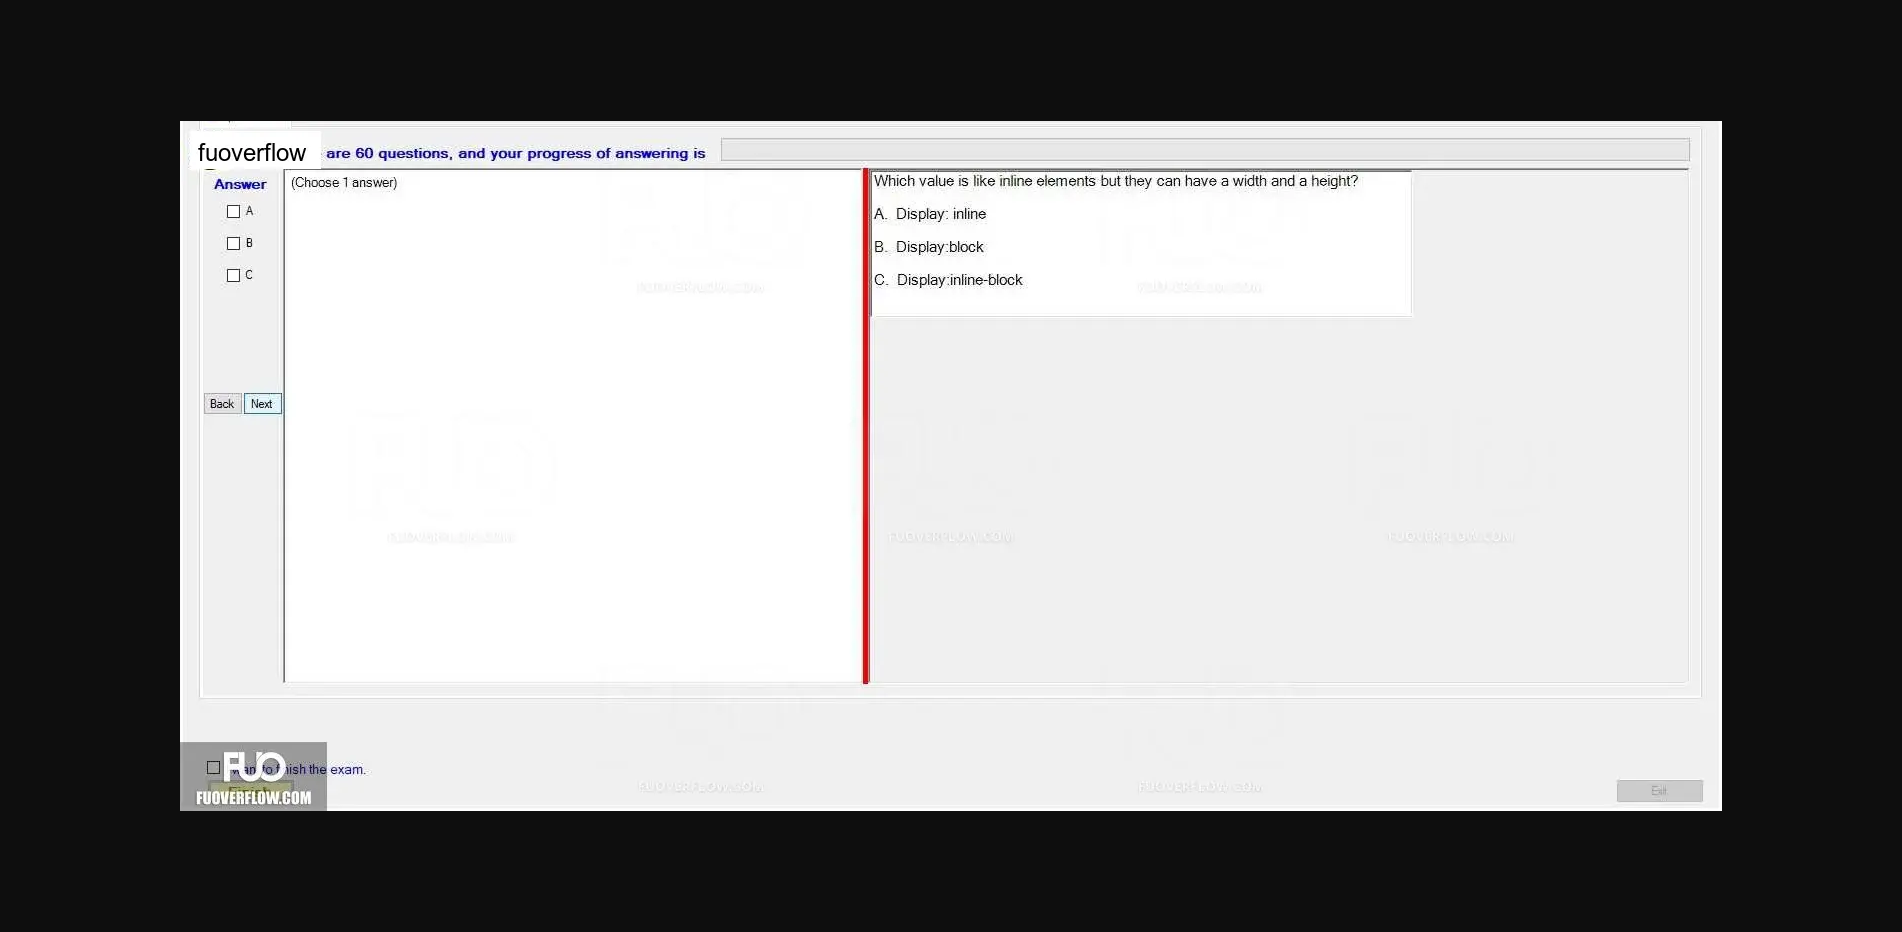 fuoverflow are 60 questions, and your progress of answering is
Answer
A
B
C
Back Next
(Choose 1 answer)
Which value is like inline elements but they can have a width and a height?
A. Display: inline
B. Display:block
C. Display:inline-block
FUOVERFLOW.COM FUOVERFLOW.COM
FUOVERFLOW.COM FUOVERFLOW.COM FUOVERFLOW.COM
FUOVERFLOW.COM FUOVERFLOW.COM
FUO
to finish the exam.
Finish
FUOVERFLOW.COM
Exit